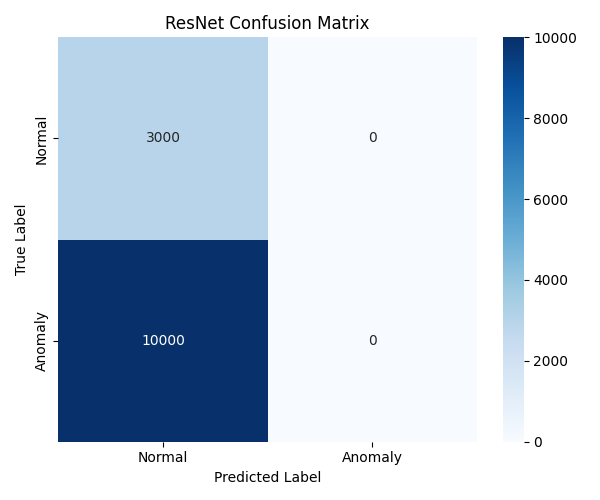 ResNet Confusion Matrix
True Label
Normal
Anomaly
3000
0
10000
0
Normal
Anomaly
Predicted Label
10000
8000
6000
4000
2000
0